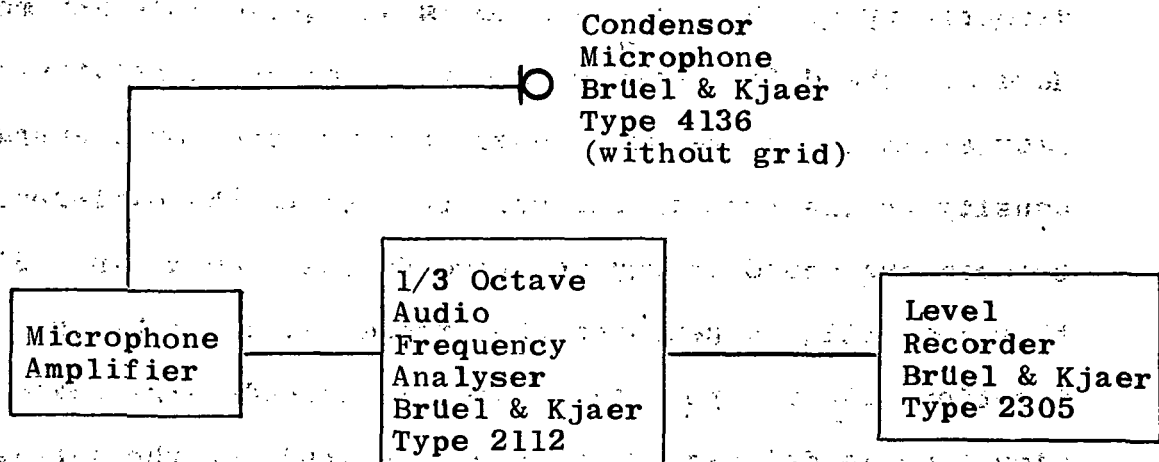 Condensor
Microphone
Brüel & Kjaer
Type 4136
(without grid)
Microphone
Amplifier
1/3 Octave
Audio
Frequency
Analyser
Brüel & Kjaer
Type 2112
Level
Recorder
Brüel & Kjaer
Type 2305